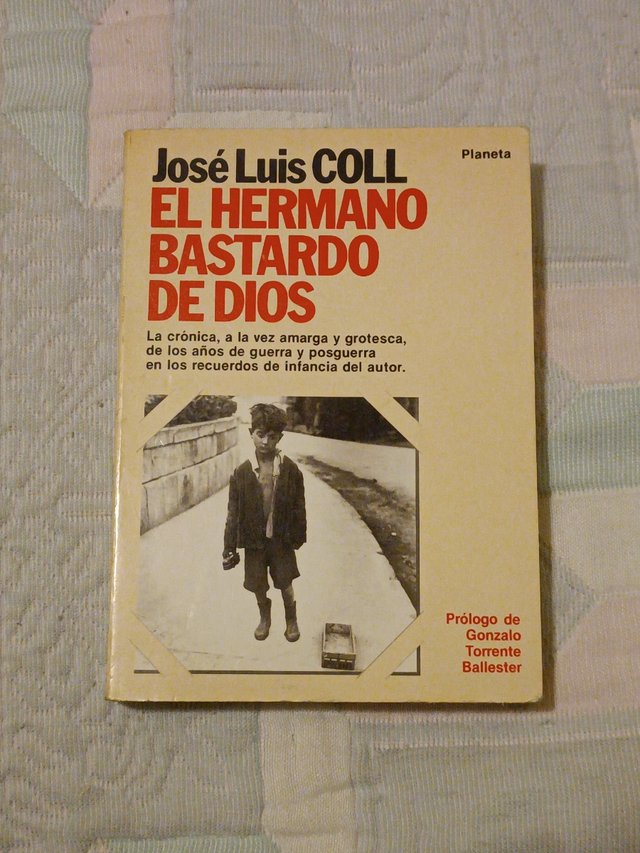 José Luis COLL
Planeta
EL HERMANO
BASTARDO
DE DIOS
La crónica, a la vez amarga y grotesca,
de los años de guerra y posguerra
en los recuerdos de infancia del autor.
Prólogo de
Gonzalo
Torrente
Ballester